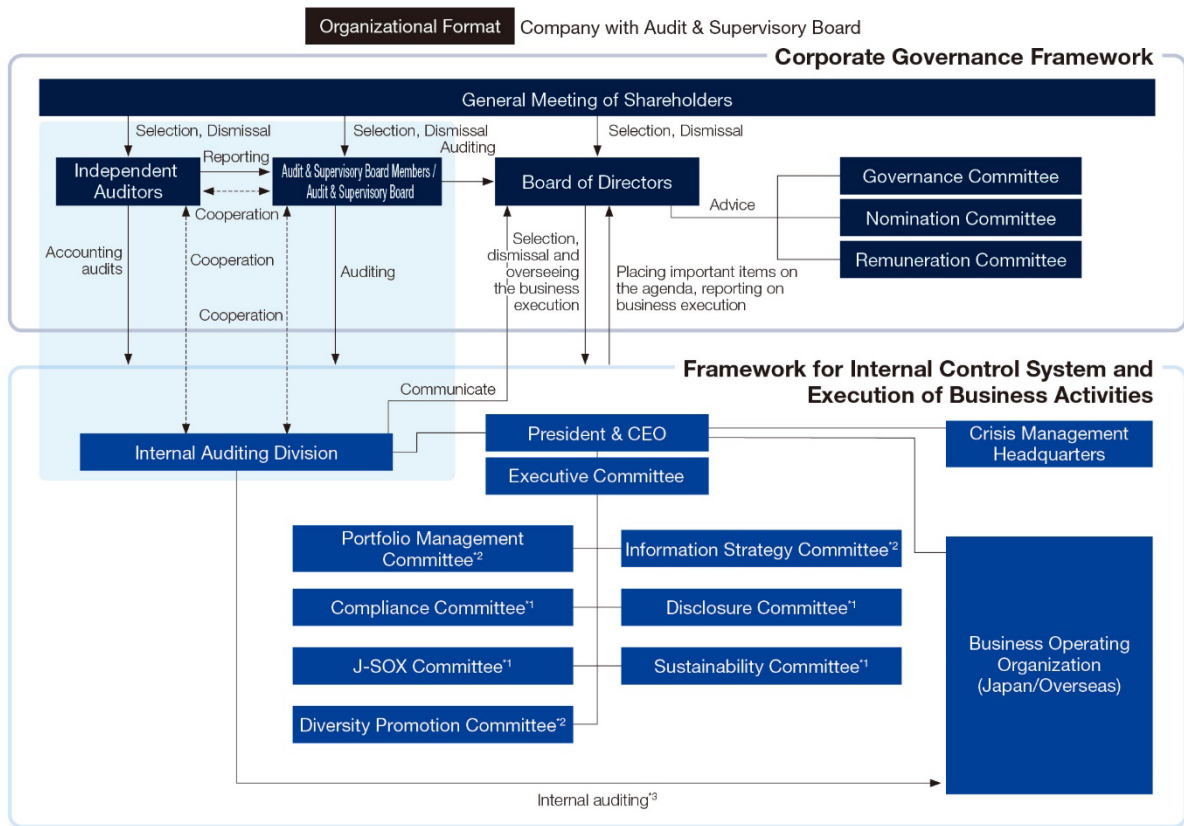 Organizational Format
Company with Audit & Supervisory Board
Corporate Governance Framework
General Meeting of Shareholders
Selection, Dismissal
Selection, Dismissal
Selection, Dismissal
Reporting
Auditing
Independent
Auditors
Audit & Supervisory Board Members /
Audit & Supervisory Board
Board of Directors
Governance Committee
Advice
Nomination Committee
Remuneration Committee
Cooperation
Accounting
audits
Cooperation
Auditing
Cooperation
Selection,
dismissal and
overseeing
the business
execution
Placing important items on
the agenda, reporting on
business execution
Framework for Internal Control System and
Execution of Business Activities
Communicate
Internal Auditing Division
President & CEO
Executive Committee
Crisis Management
Headquarters
Portfolio Management
Committee*2
Information Strategy Committee*2
Compliance Committee*1
Disclosure Committee*1
J-SOX Committee*1
Sustainability Committee*1
Diversity Promotion Committee*2
Business Operating
Organization
(Japan/Overseas)
Internal auditing*3